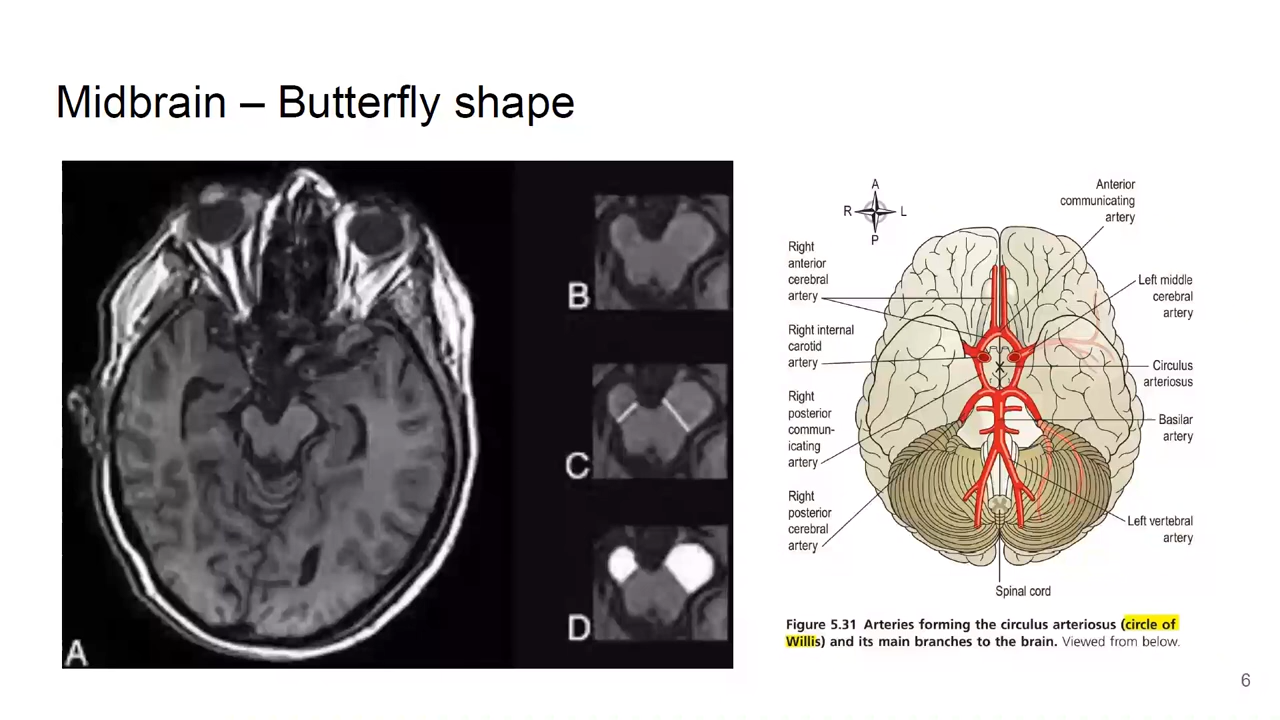 Midbrain – Butterfly shape
A
B
C
D
A
R
L
P
Anterior
communicating
artery
Right
anterior
cerebral
artery
Left middle
cerebral
artery
Right internal
carotid
artery
Circulus
arteriosus
Right
posterior
commun-
icating
artery
Basilar
artery
Right
posterior
cerebral
artery
Left vertebral
artery
Spinal cord
Figure 5.31 Arteries forming the circulus arteriosus (circle of
Willis) and its main branches to the brain. Viewed from below.
6